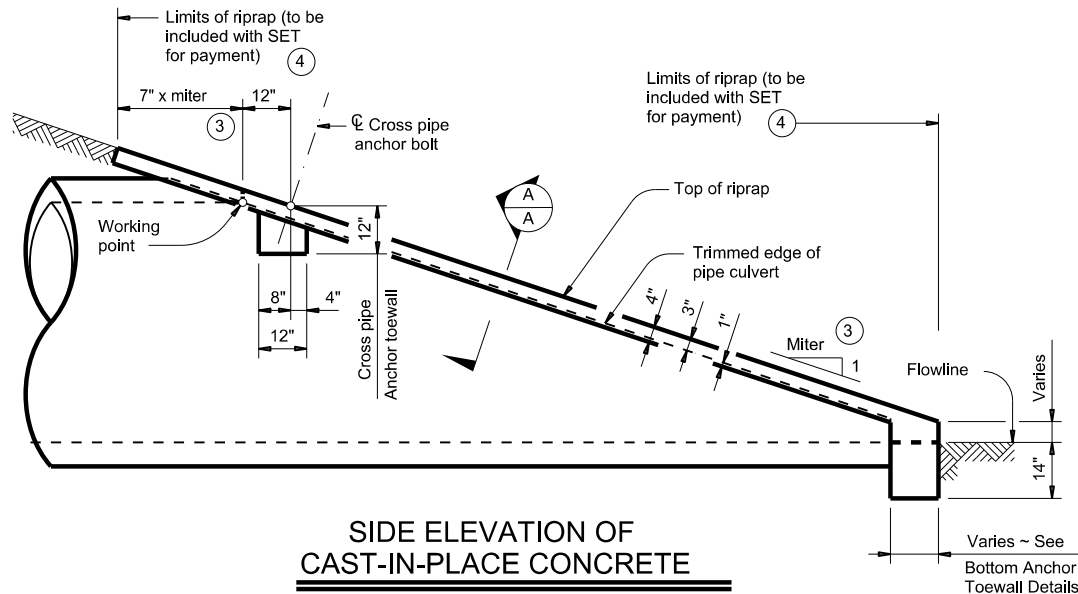 Limits of riprap (to be
included with SET
for payment)
4
7" x miter
12"
3
℄ Cross pipe
anchor bolt
Limits of riprap (to be
included with SET
for payment)
4
A
A
Top of riprap
Working
point
12"
Trimmed edge of
pipe culvert
8"
4"
12"
Cross pipe
Anchor toewall
4"
3"
1"
Miter
3
1
Flowline
Varies
14"
SIDE ELEVATION OF
CAST-IN-PLACE CONCRETE
Varies ~ See
Bottom Anchor
Toewall Details